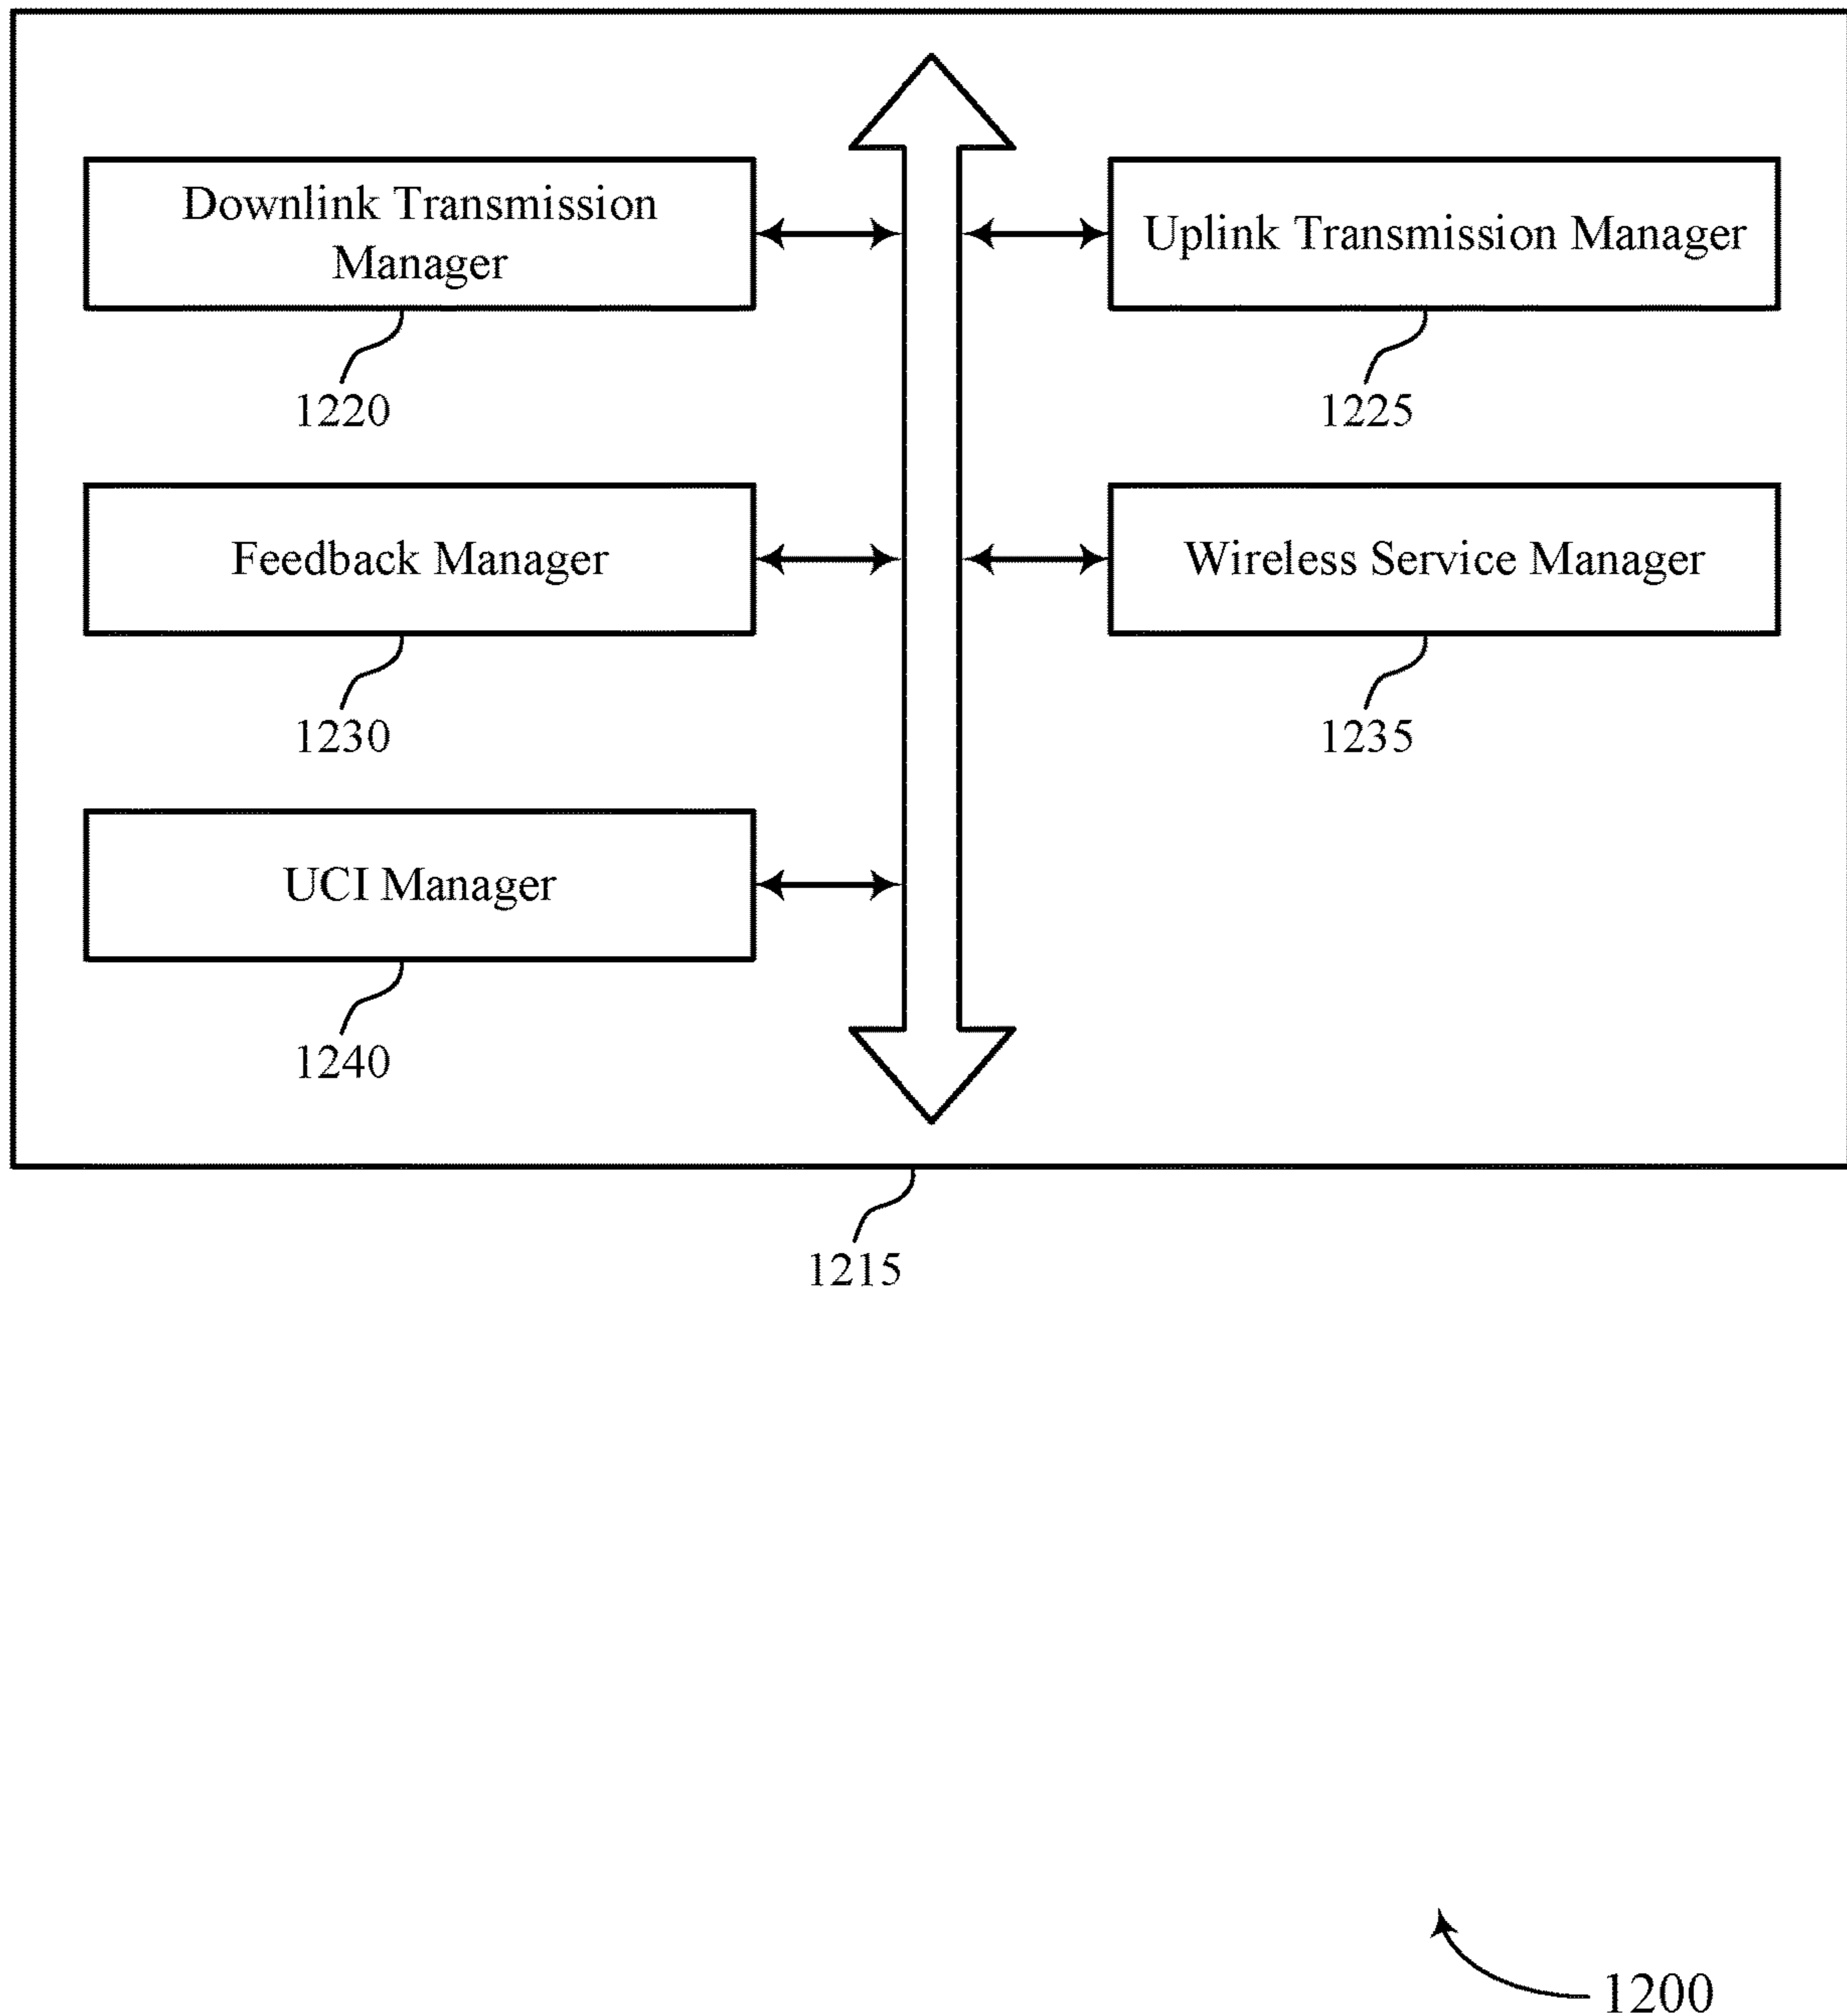 Downlink Transmission
Manager
1220
Uplink Transmission Manager
1225
Feedback Manager
1230
Wireless Service Manager
1235
UCI Manager
1240
1215
1200